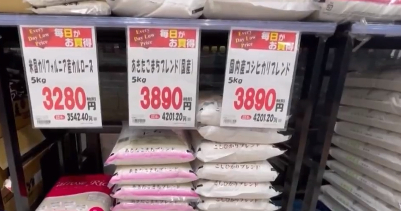 Every Day Low Price
毎日が
お買得
米国カリフォルニア産カルローズ
5kg
3280円
3542.40円
Every Day Low Price
毎日が
お買得
あきたこまちブレンド(国産)
5kg
3890円
4201.20円
Every Day Low Price
毎日が
お買得
国内産コシヒカリブレンド
5kg
3890円
4201.20円